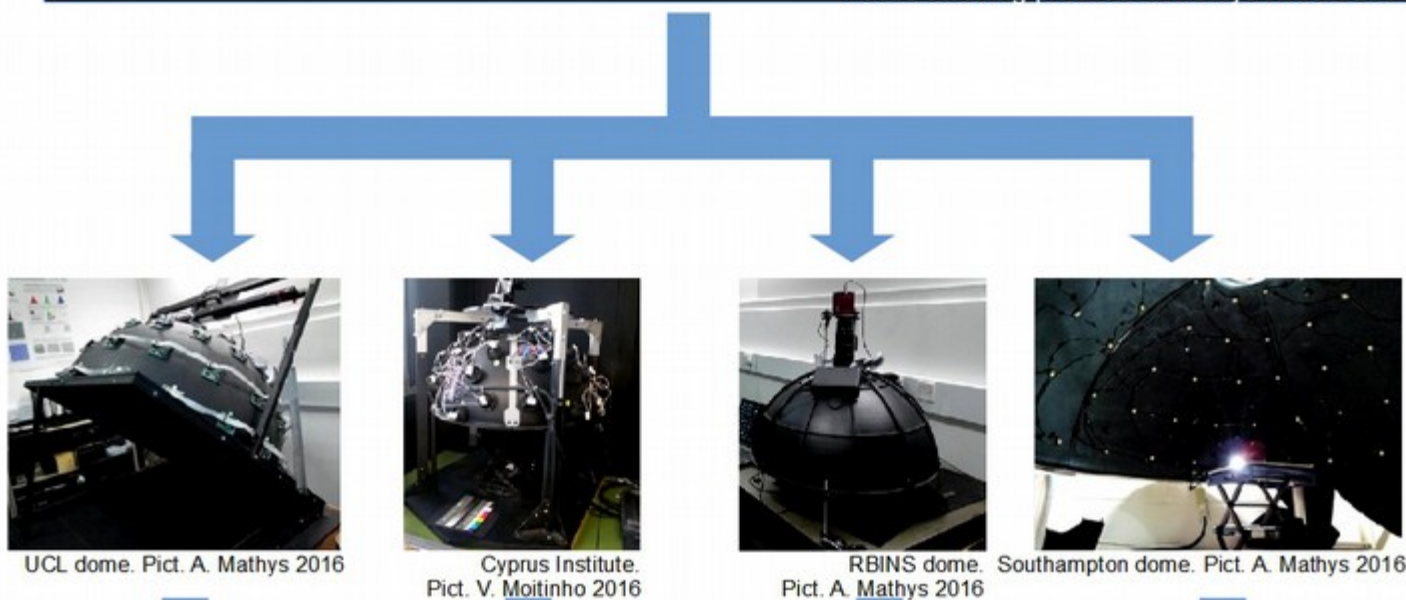 UCL dome. Pict. A. Mathys 2016
Cyprus Institute.
Pict. V. Moitinho 2016
RBINS dome.
Pict. A. Mathys 2016
Southampton dome. Pict. A. Mathys 2016